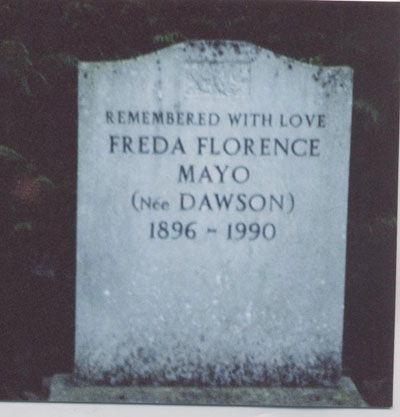 REMEMBERED WITH LOVE
FREDA FLORENCE
MAYO
(Née DAWSON)
1896 - 1990